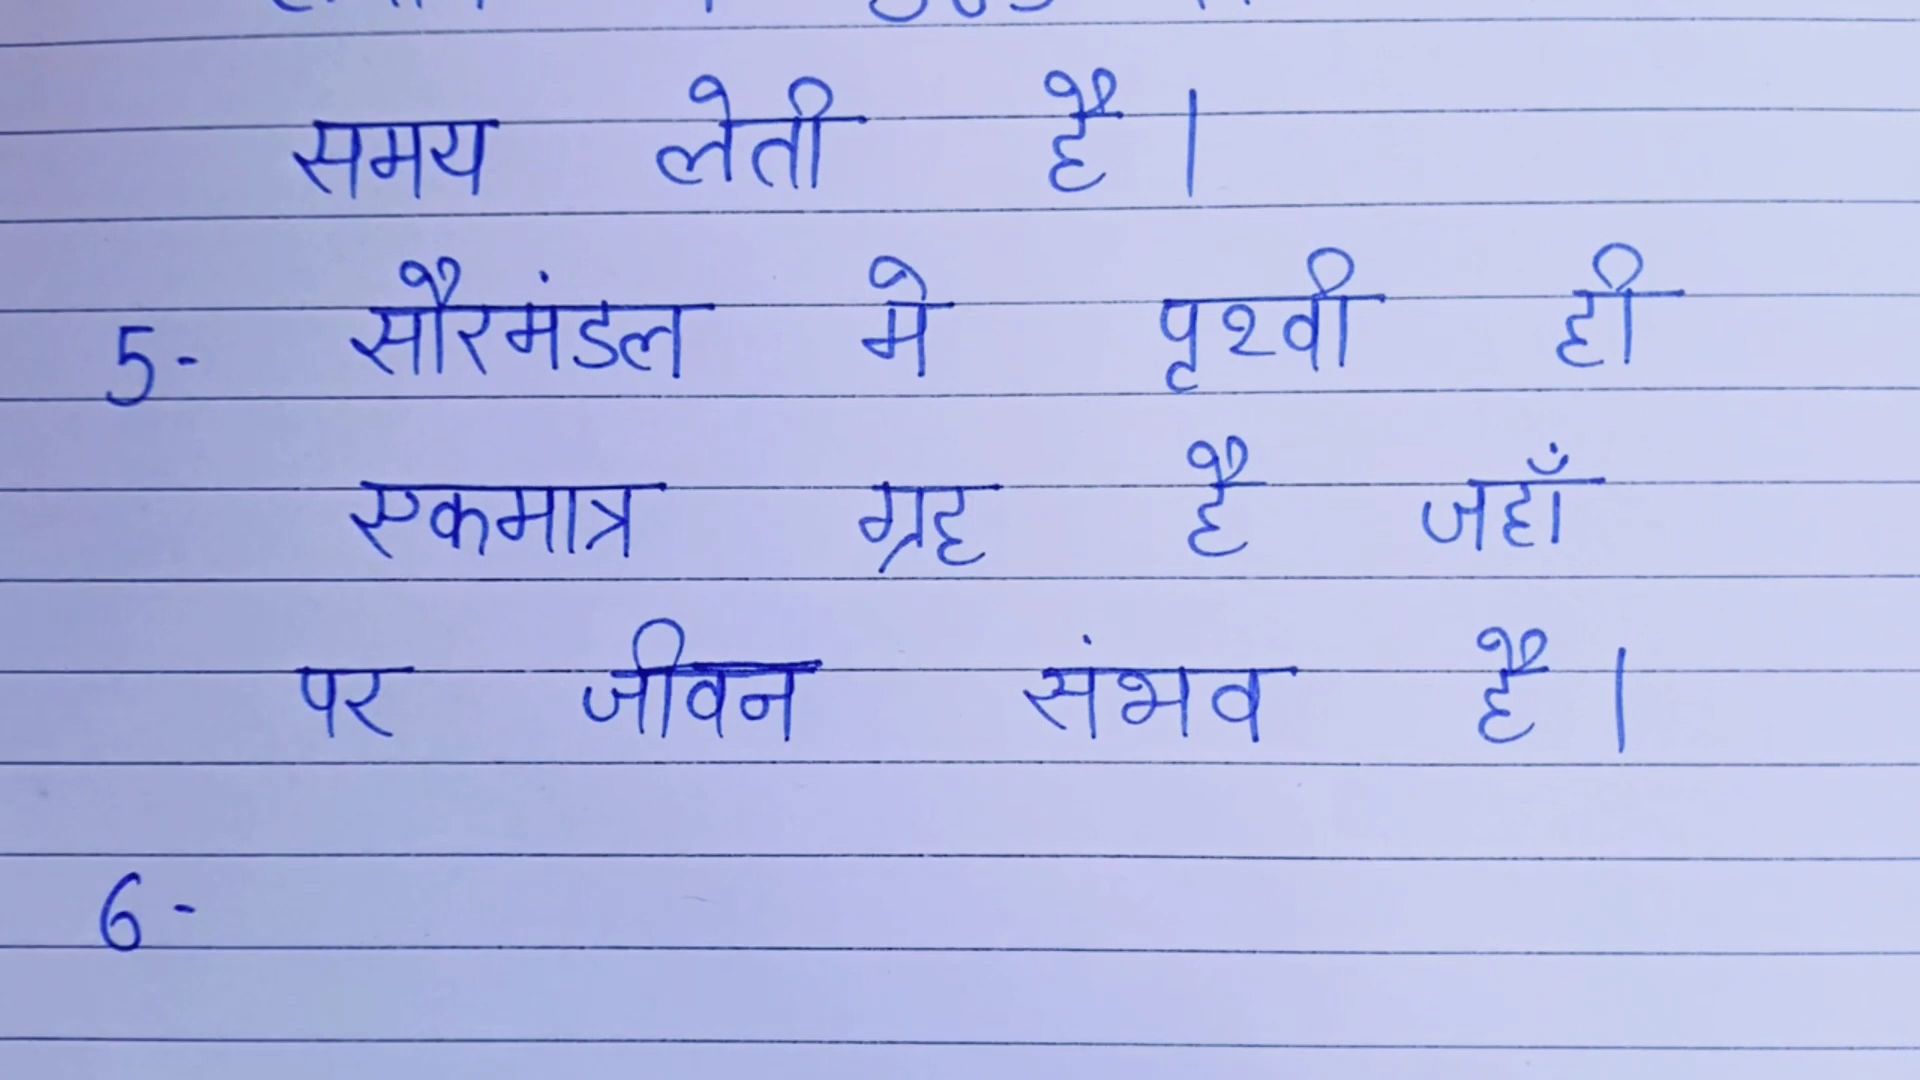 समय लेती है।
5- सौरमंडल मे पृथ्वी ही
एकमात्र ग्रह है जहाँ
पर जीवन संभव है।
6-